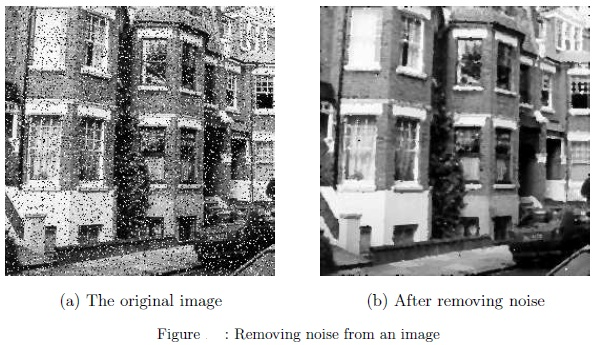 (a) The original image
(b) After removing noise
Figure : Removing noise from an image